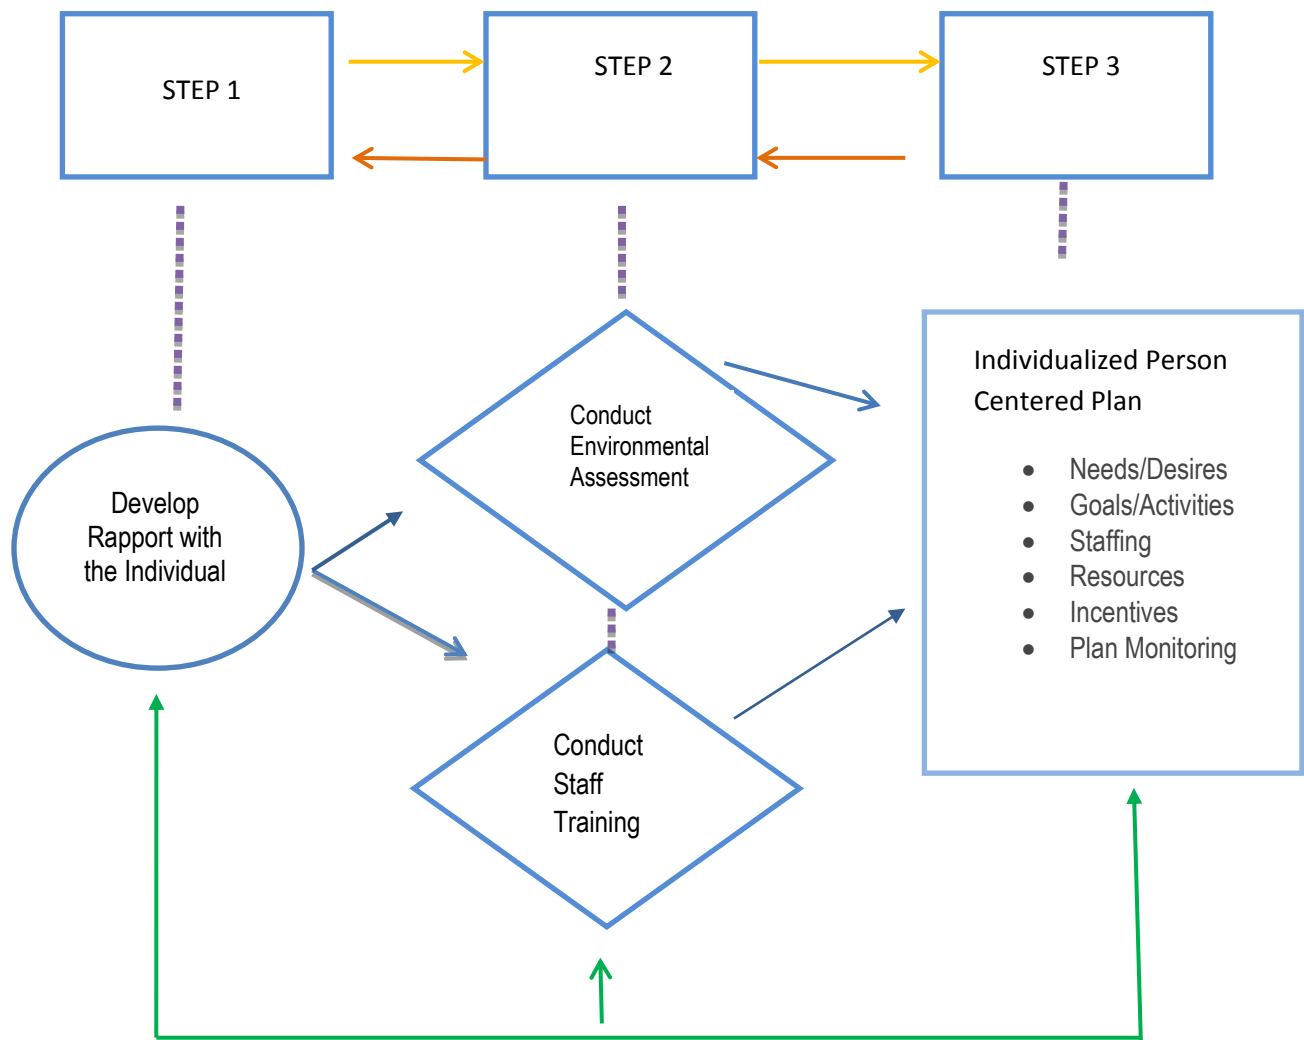 STEP 1
STEP 2
STEP 3
Develop
Rapport with
the Individual
Conduct
Environmental
Assessment
Conduct
Staff
Training
Individualized Person
Centered Plan
● Needs/Desires
● Goals/Activities
● Staffing
● Resources
● Incentives
● Plan Monitoring